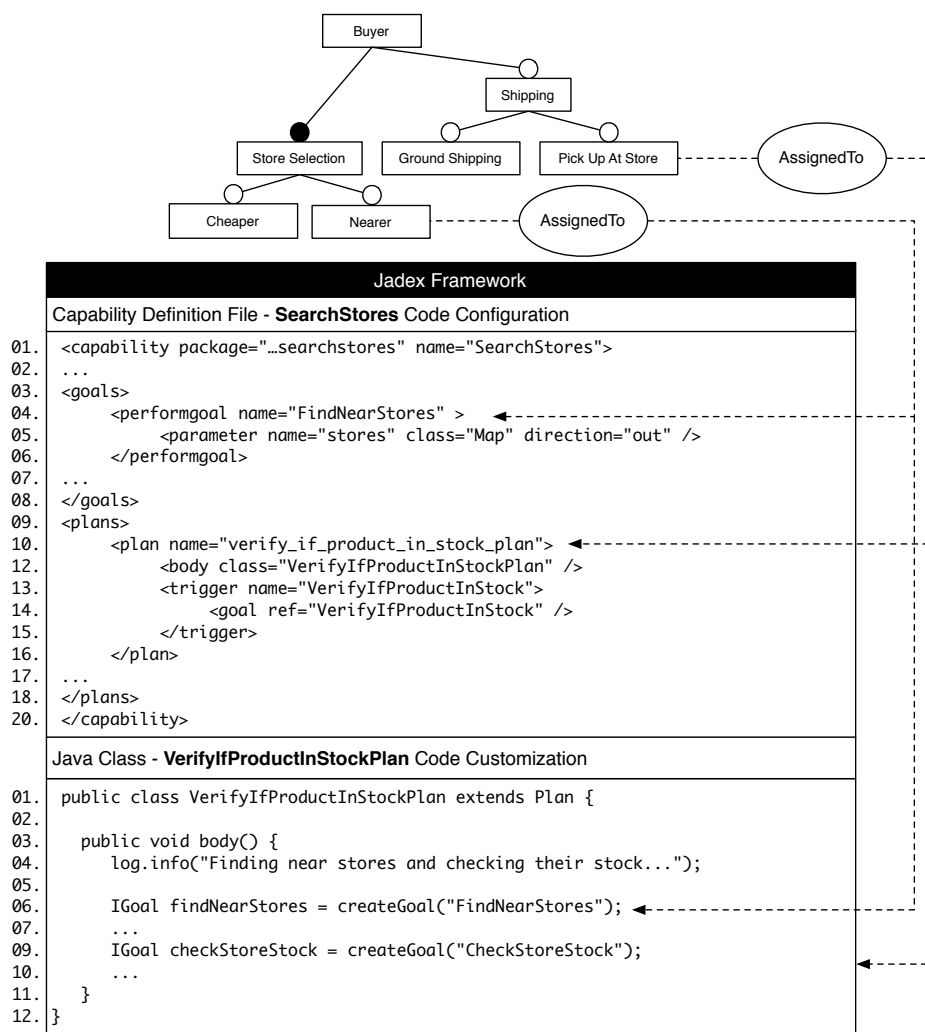 Buyer
Shipping
Store Selection
Ground Shipping
Pick Up At Store
AssignedTo
Cheaper
Nearer
AssignedTo
Jadex Framework
Capability Definition File - SearchStores Code Configuration
01. <capability package="…searchstores" name="SearchStores">
02. ...
03. <goals>
04. <performgoal name="FindNearStores" >
05. <parameter name="stores" class="Map" direction="out" />
06. </performgoal>
07. ...
08. </goals>
09. <plans>
10. <plan name="verify_if_product_in_stock_plan">
12. <body class="VerifyIfProductInStockPlan" />
13. <trigger name="VerifyIfProductInStock">
14. <goal ref="VerifyIfProductInStock" />
15. </trigger>
16. </plan>
17. ...
18. </plans>
20. </capability>
Java Class - VerifyIfProductInStockPlan Code Customization
01. public class VerifyIfProductInStockPlan extends Plan {
02.
03. public void body() {
04. log.info("Finding near stores and checking their stock...");
05.
06. IGoal findNearStores = createGoal("FindNearStores");
07. ...
09. IGoal checkStoreStock = createGoal("CheckStoreStock");
10. ...
11. }
12. }